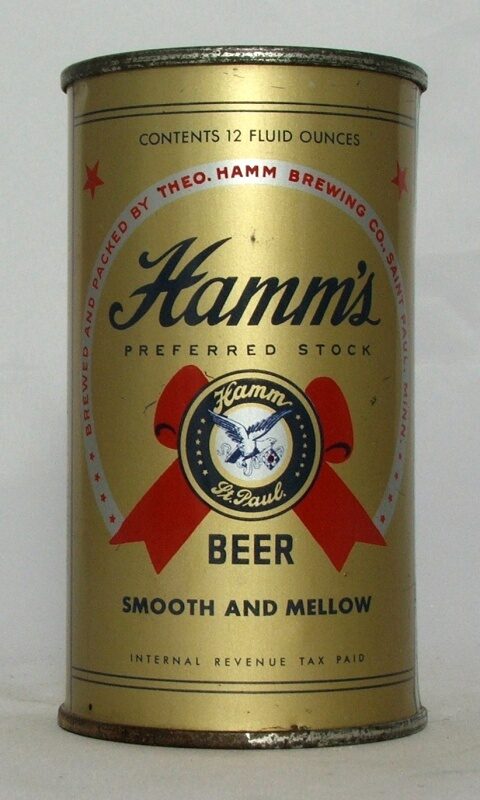 CONTENTS 12 FLUID OUNCES
BREWED AND PACKED BY THEO. HAMM BREWING CO., SAINT PAUL, MINN.
Hamm's
PREFERRED STOCK
Hamm
St. Paul.
BEER
SMOOTH AND MELLOW
INTERNAL REVENUE TAX PAID